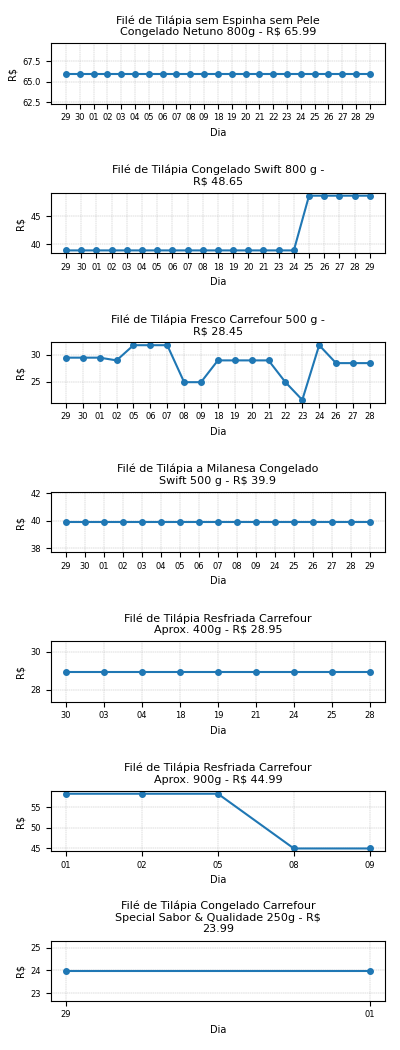 Filé de Tilápia sem Espinha sem Pele
Congelado Netuno 800g - R$ 65.99
67.5
65.0
62.5
R$
29 30 01 02 03 04 05 06 07 08 18 19 20 21 22 23 24 25 26 27 28 29
Dia
Filé de Tilápia Congelado Swift 800 g -
R$ 48.65
45
40
R$
29 30 01 02 03 04 05 06 07 08 18 19 20 21 22 23 24 25 26 27 28 29
Dia
Filé de Tilápia Fresco Carrefour 500 g -
R$ 28.45
30
25
R$
29 30 01 02 05 06 07 08 09 18 19 20 21 22 23 24 26 27 28
Dia
Filé de Tilápia a Milanesa Congelado
Swift 500 g - R$ 39.9
42
40
38
R$
29 30 01 02 03 04 05 06 07 08 09 24 25 26 27 28 29
Dia
Filé de Tilápia Resfriada Carrefour
Aprox. 400g - R$ 28.95
30
28
R$
30 03 04 18 19 21 24 25 28
Dia
Filé de Tilápia Resfriada Carrefour
Aprox. 900g - R$ 44.99
55
50
45
R$
01 02 05 08 09
Dia
Filé de Tilápia Congelado Carrefour
Special Sabor & Qualidade 250g - R$
23.99
25
24
23
R$
29 01
Dia